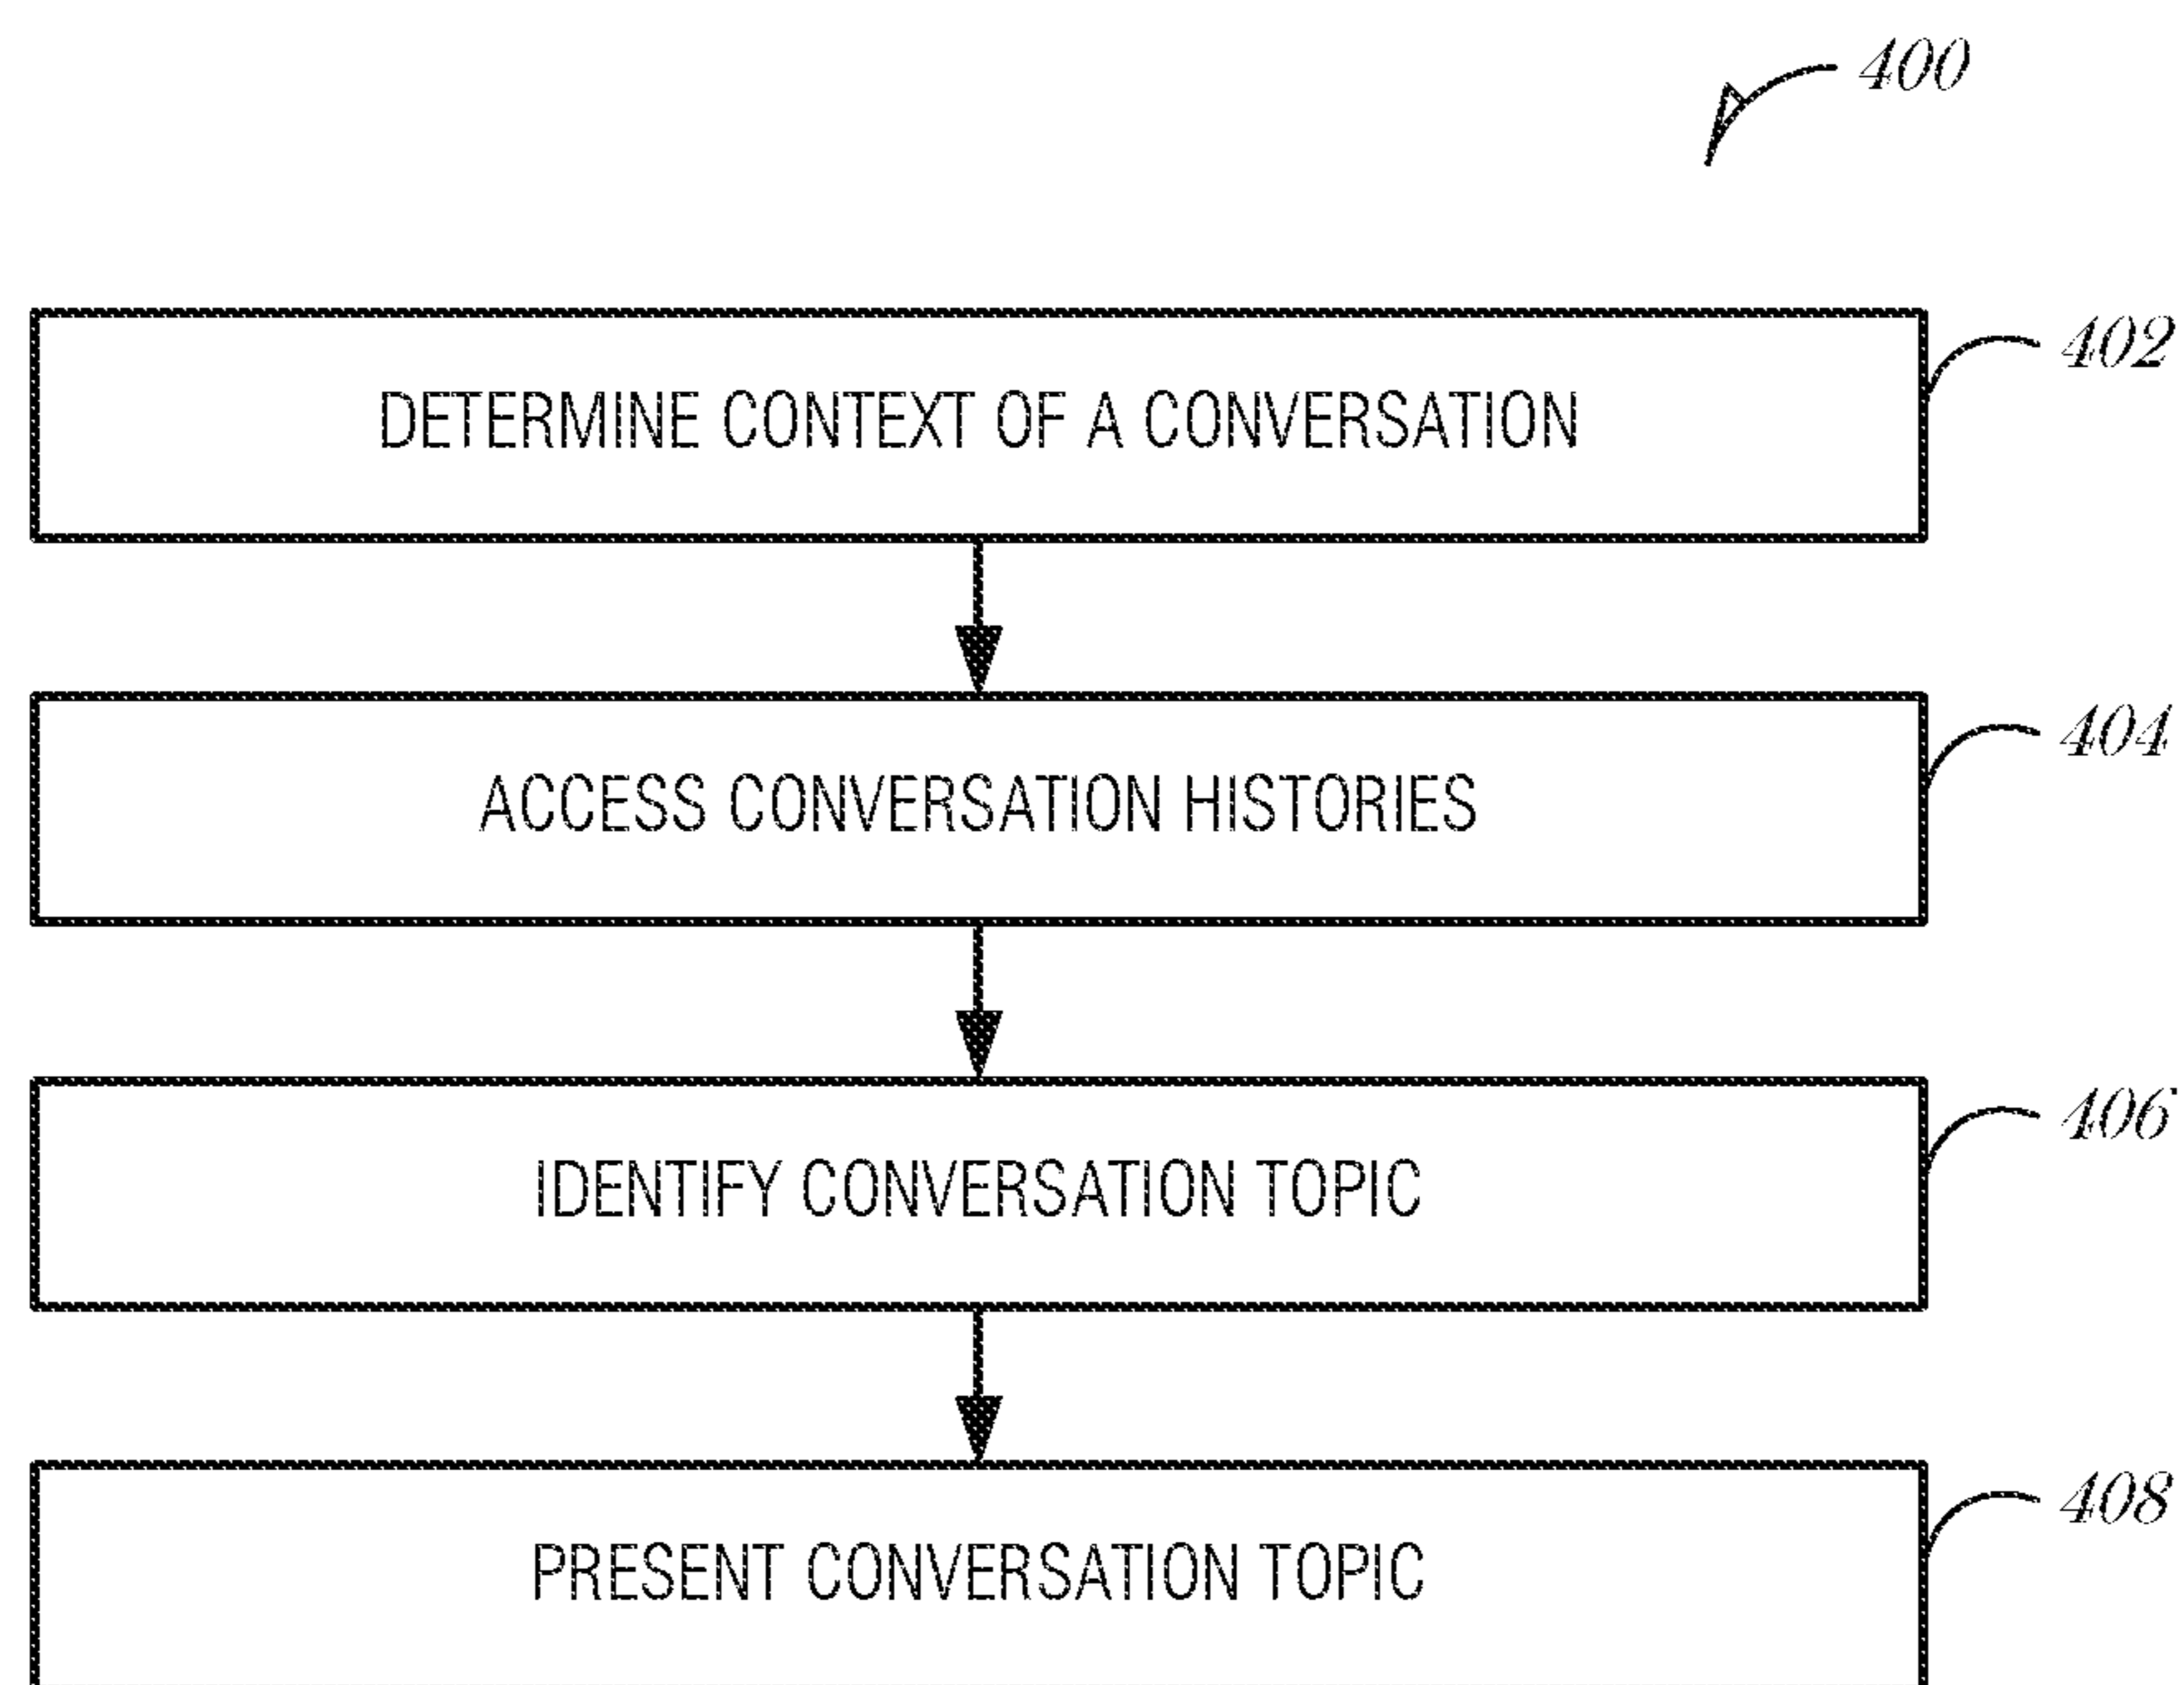 400
402
DETERMINE CONTEXT OF A CONVERSATION
404
ACCESS CONVERSATION HISTORIES
406
IDENTIFY CONVERSATION TOPIC
408
PRESENT CONVERSATION TOPIC